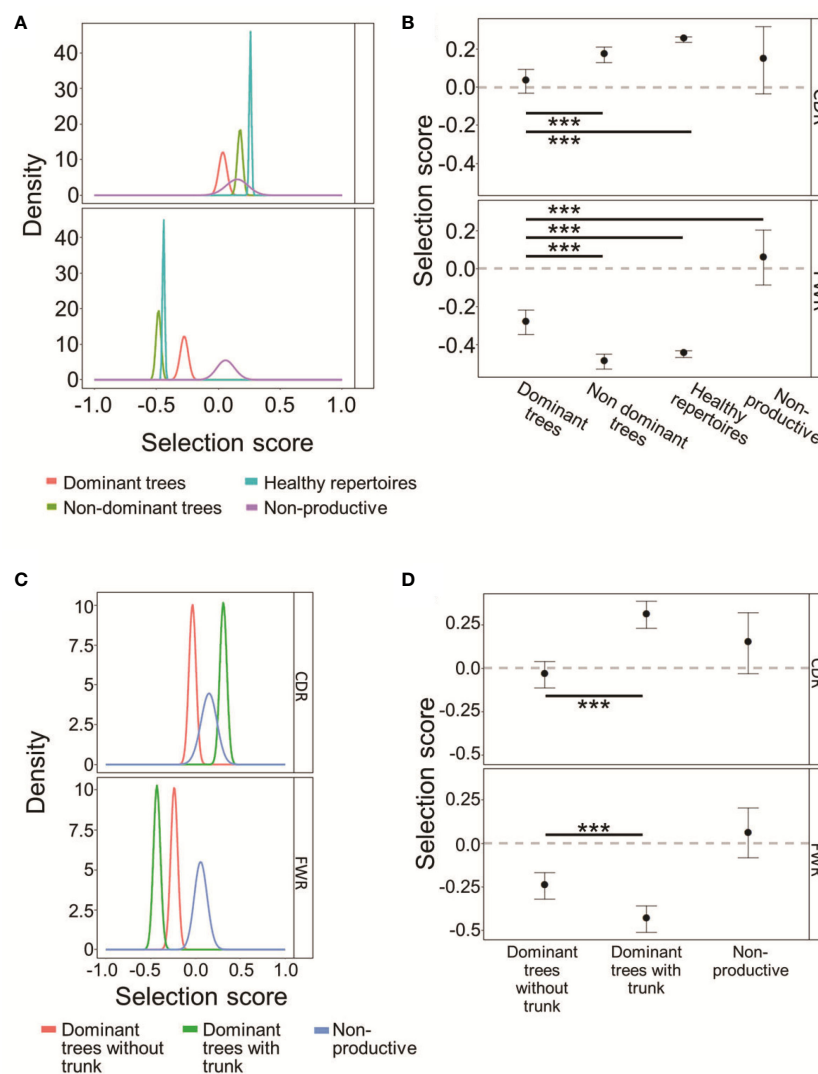 A
Density
40
30
20
10
0
40
30
20
10
0
-1.0 -0.5 0.0 0.5 1.0
Selection score
Dominant trees
Healthy repertoires
Non-dominant trees
Non-productive
B
Selection score
0.2
0.0
-0.2
-0.4
***
***
CDR
0.2
0.0
-0.2
-0.4
***
***
***
FWR
Dominant
trees
Non dominant
trees
Healthy
repertoires
Non-
productive
C
Density
10
7.5
5.0
2.5
0
CDR
10
7.5
5.0
2.5
0
FWR
-1.0 -0.5 0.0 0.5 1.0
Selection score
Dominant
trees without
trunk
Dominant
trees with
trunk
Non-
productive
D
Selection score
0.25
0.0
-0.25
-0.5
***
CDR
0.25
0.0
-0.25
-0.5
***
FWR
Dominant
trees
without
trunk
Dominant
trees with
trunk
Non-
productive